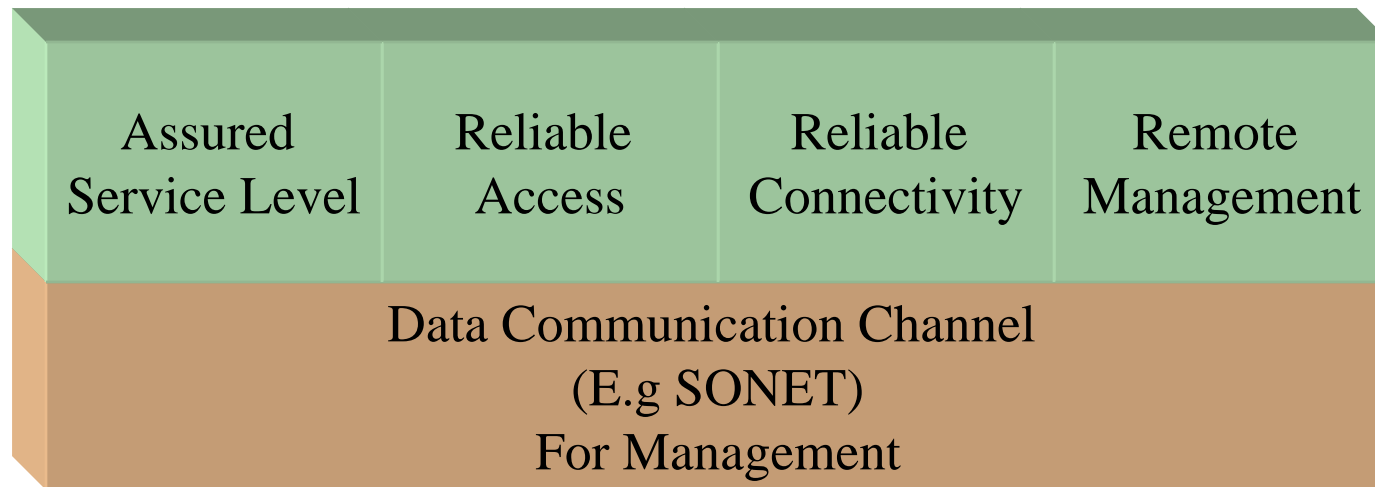 Assured
Service Level
Reliable
Access
Reliable
Connectivity
Remote
Management
Data Communication Channel
(E.g SONET)
For Management